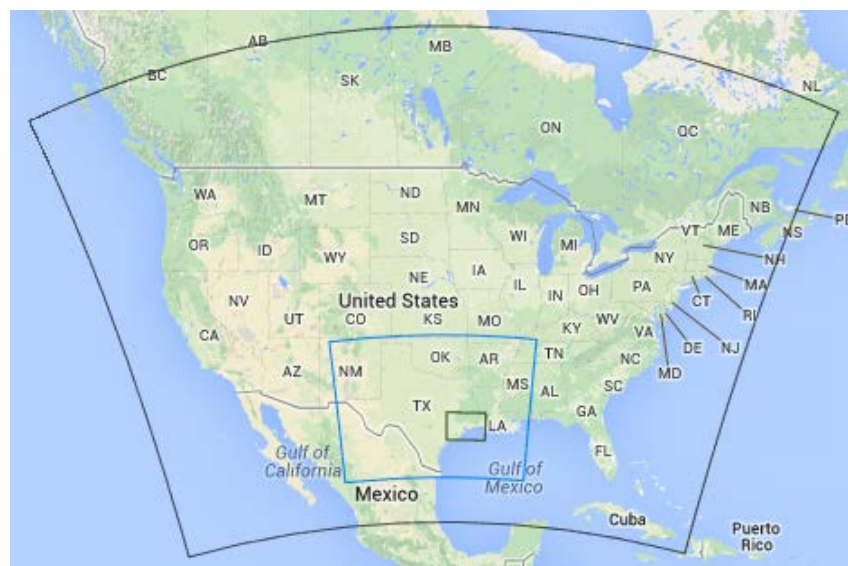 AB
MB
BC
SK
NL
ON
QC
WA
MT
ND
MN
NB
PE
VT
ME
NS
OR
ID
SD
WI
MI
NY
NH
WY
NE
IA
IL
IN
OH
PA
MA
CT
RI
NV
UT
CO
United States
KS
MO
KY
WV
VA
DE
NJ
MD
CA
AZ
NM
OK
AR
TN
NC
SC
MS
AL
GA
TX
LA
FL
Gulf of
California
Gulf of
Mexico
Mexico
Cuba
Puerto
Rico